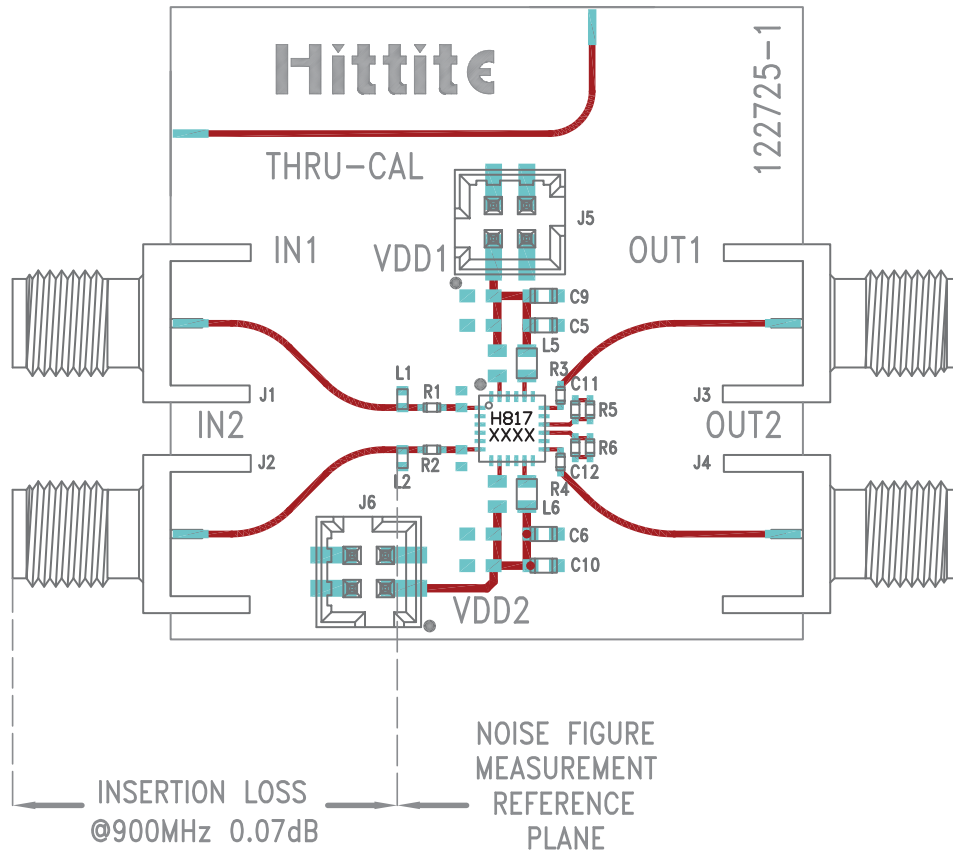 Hittite
122725-1
THRU-CAL
J5
IN1
VDD1
OUT1
C9
C5
L5
R3
L1
R1
C11
J1
J3
H817
XXXX
R5
IN2
OUT2
R6
J2
L2
R2
C12
J4
R4
J6
L6
C6
C10
VDD2
NOISE FIGURE
MEASUREMENT
REFERENCE
PLANE
INSERTION LOSS
@900MHz 0.07dB